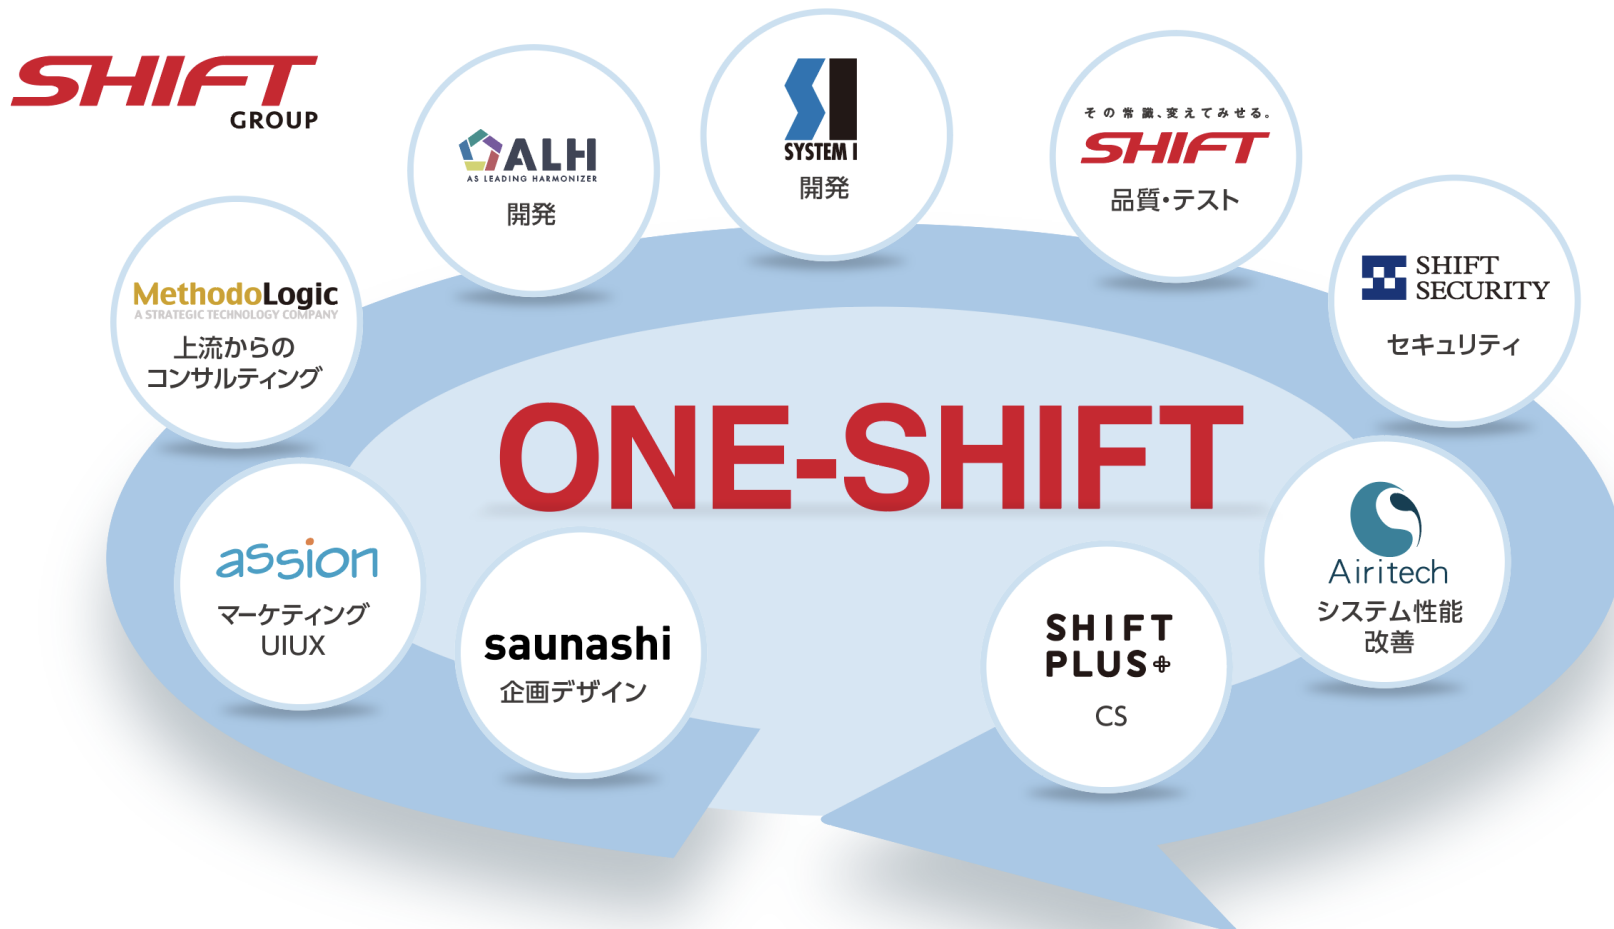 SHIFT
GROUP
ALH
AS LEADING HARMONIZER
開発
SYSTEM I
開発
その常識、変えてみせる。
SHIFT
品質・テスト
SHIFT
SECURITY
セキュリティ
MethodoLogic
A STRATEGIC TECHNOLOGY COMPANY
上流からの
コンサルティング
ONE-SHIFT
assion
マーケティング
UIUX
saunashi
企画デザイン
SHIFT
PLUS+
CS
Airitech
システム性能
改善